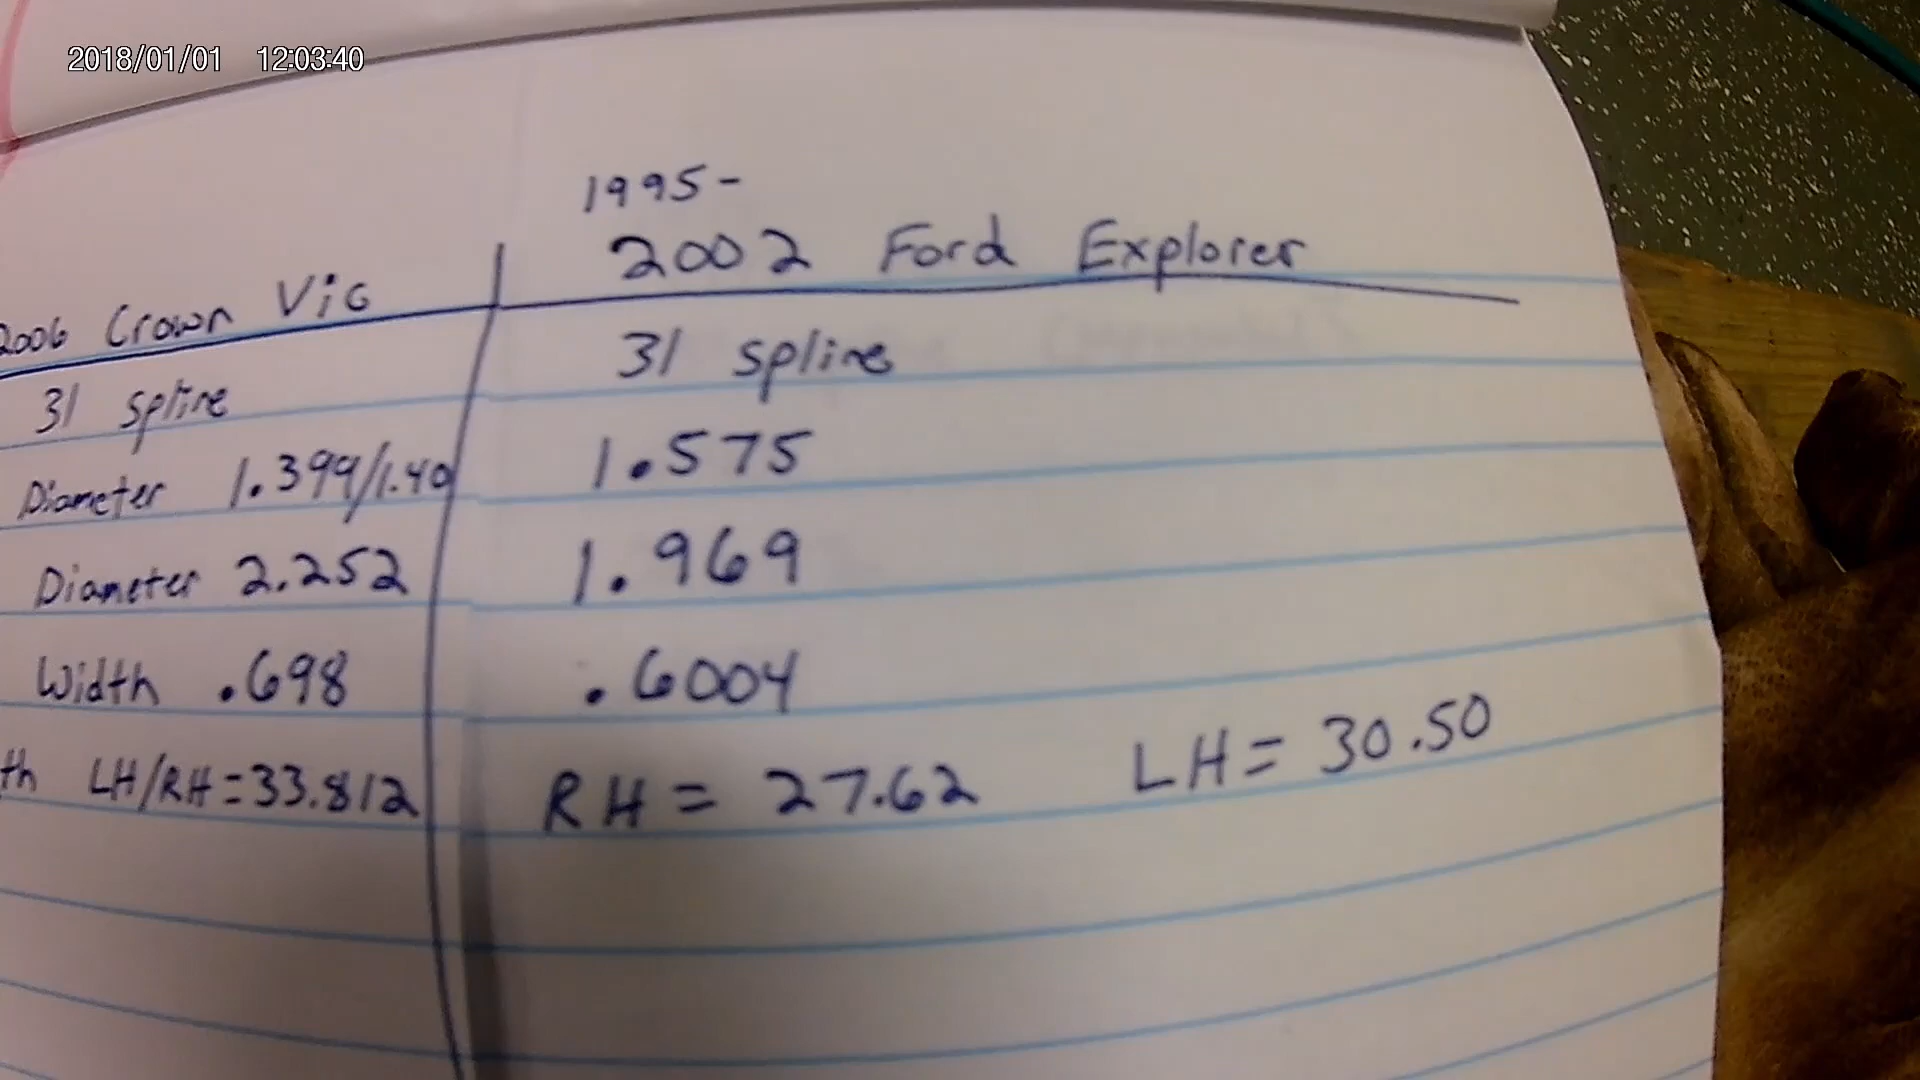 2018/01/01 12:03:40
1995-
2002 Ford Explorer
2006 Crown Vic
31 spline
31 spline
Diameter 1.399/1.40
1.575
Diameter 2.252
1.969
Width .698
.6004
th LH/RH=33.812
RH = 27.62 LH= 30.50